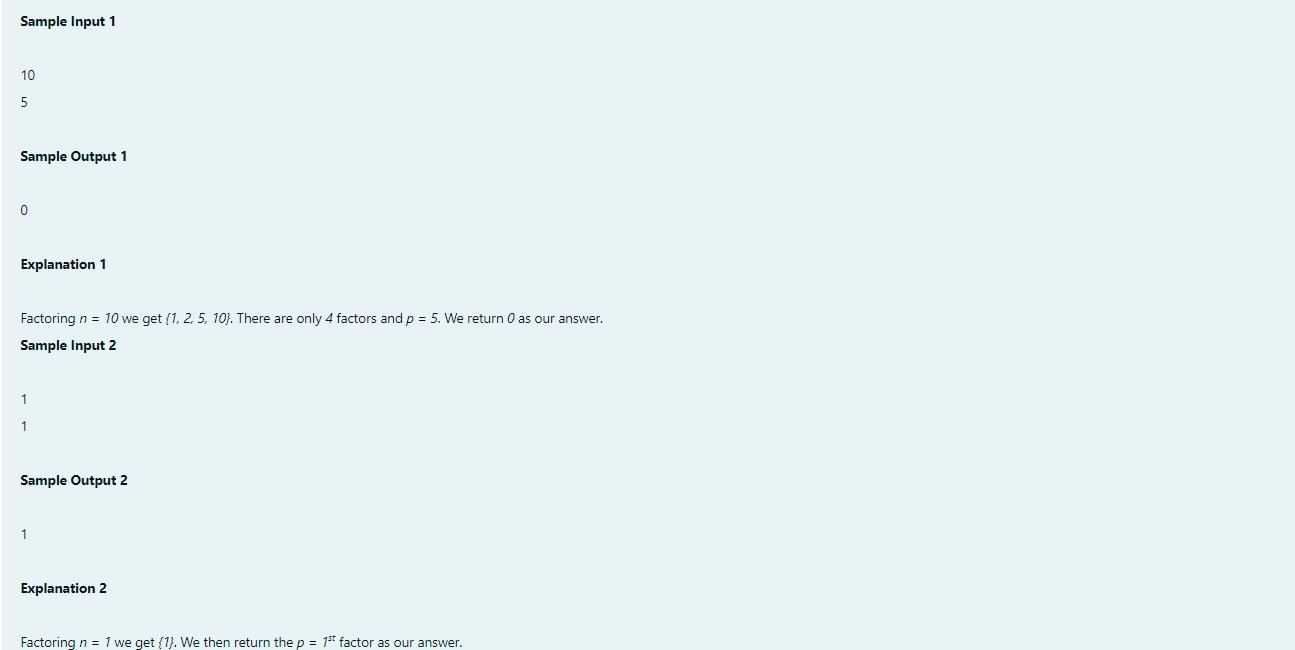 Sample Input 1
10
5
Sample Output 1
0
Explanation 1
Factoring n = 10 we get {1, 2, 5, 10}. There are only 4 factors and p = 5. We return 0 as our answer.
Sample Input 2
1
1
Sample Output 2
1
Explanation 2
Factoring n = 1 we get {1}. We then return the p = 1st factor as our answer.